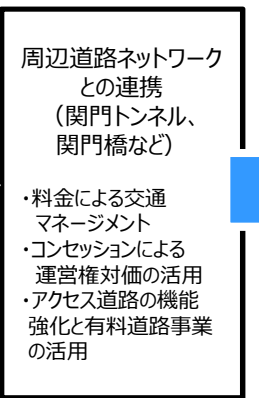 周辺道路ネットワーク
との連携
（関門トンネル、
関門橋など）
・料金による交通
マネージメント
・コンセッションによる
運営権対価の活用
・アクセス道路の機能
強化と有料道路事業
の活用